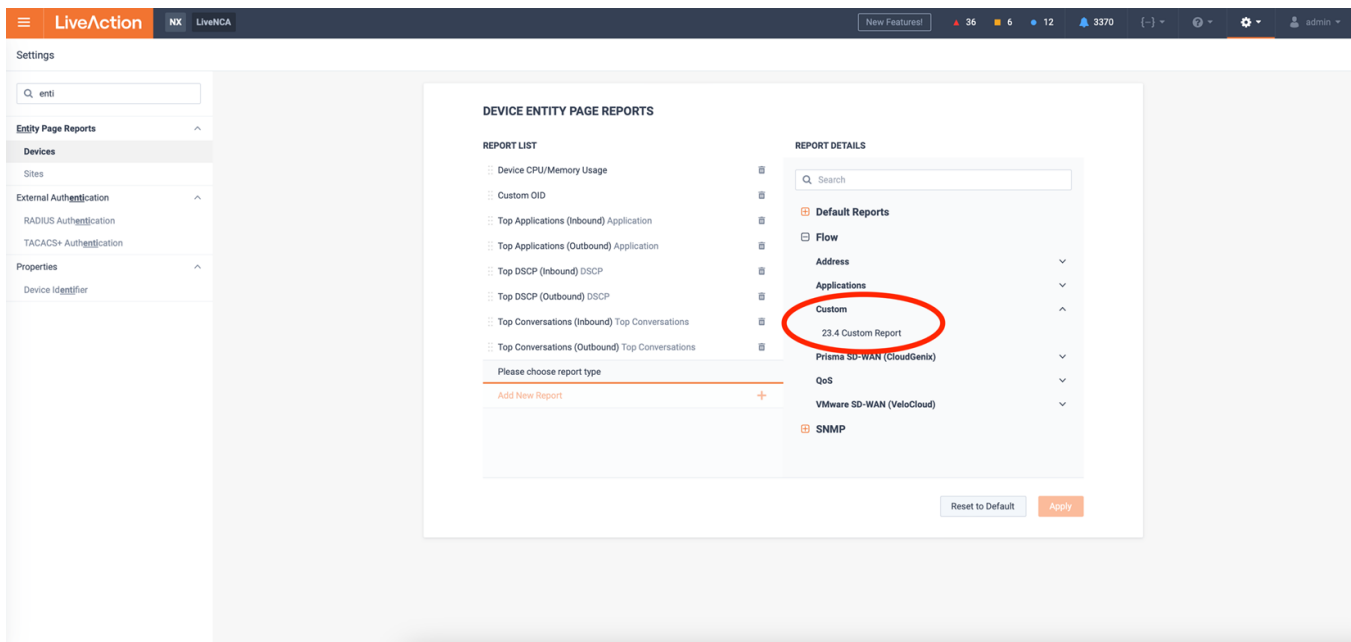 LiveAction
NX LiveNCA
New Features! 36 6 12 3370 {–} admin
Settings
enti
Entity Page Reports
Devices
Sites
External Authentication
RADIUS Authentication
TACACS+ Authentication
Properties
Device Identifier
DEVICE ENTITY PAGE REPORTS
REPORT LIST
Device CPU/Memory Usage
Custom OID
Top Applications (Inbound) Application
Top Applications (Outbound) Application
Top DSCP (Inbound) DSCP
Top DSCP (Outbound) DSCP
Top Conversations (Inbound) Top Conversations
Top Conversations (Outbound) Top Conversations
Please choose report type
Add New Report +
REPORT DETAILS
Search
Default Reports
Flow
Address
Applications
Custom
23.4 Custom Report
Prisma SD-WAN (CloudGenix)
QoS
VMware SD-WAN (VeloCloud)
SNMP
Reset to Default
Apply